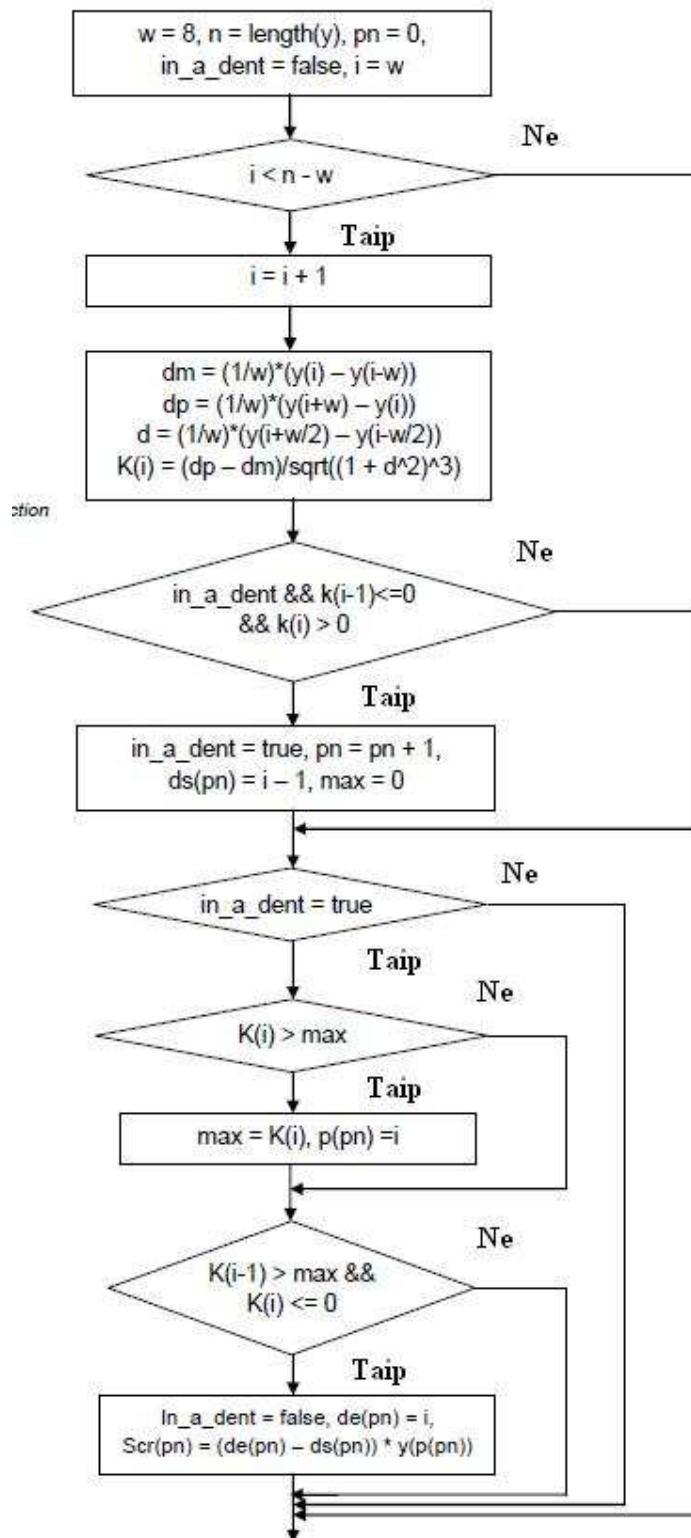 w = 8, n = length(y), pn = 0,
in_a_dent = false, i = w
Ne
i < n - w
Taip
i = i + 1
dm = (1/w)*(y(i) – y(i-w))
dp = (1/w)*(y(i+w) – y(i))
d = (1/w)*(y(i+w/2) – y(i-w/2))
K(i) = (dp – dm)/sqrt((1 + d^2)^3)
ction
Ne
in_a_dent && k(i-1)<=0
&& k(i) > 0
Taip
in_a_dent = true, pn = pn + 1,
ds(pn) = i – 1, max = 0
Ne
in_a_dent = true
Taip
Ne
K(i) > max
Taip
max = K(i), p(pn) =i
Ne
K(i-1) > max &&
K(i) <= 0
Taip
In_a_dent = false, de(pn) = i,
Scr(pn) = (de(pn) – ds(pn)) * y(p(pn))